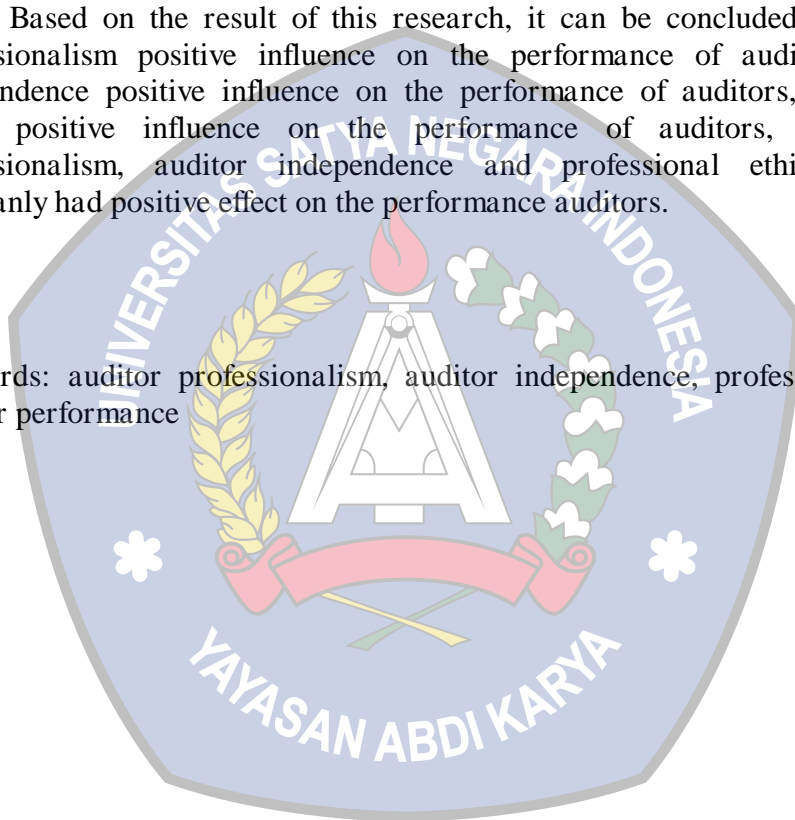 Based on the result of this research, it can be concluded
sionalism positive influence on the performance of audi
ndence positive influence on the performance of auditors,
positive influence on the performance of auditors,
sionalism, auditor independence and professional ethi
anly had positive effect on the performance auditors.
rds: auditor professionalism, auditor independence, profes
r performance
UNIVERSITAS SATYA NEGARA INDONESIA
YAYASAN ABDI KARYA